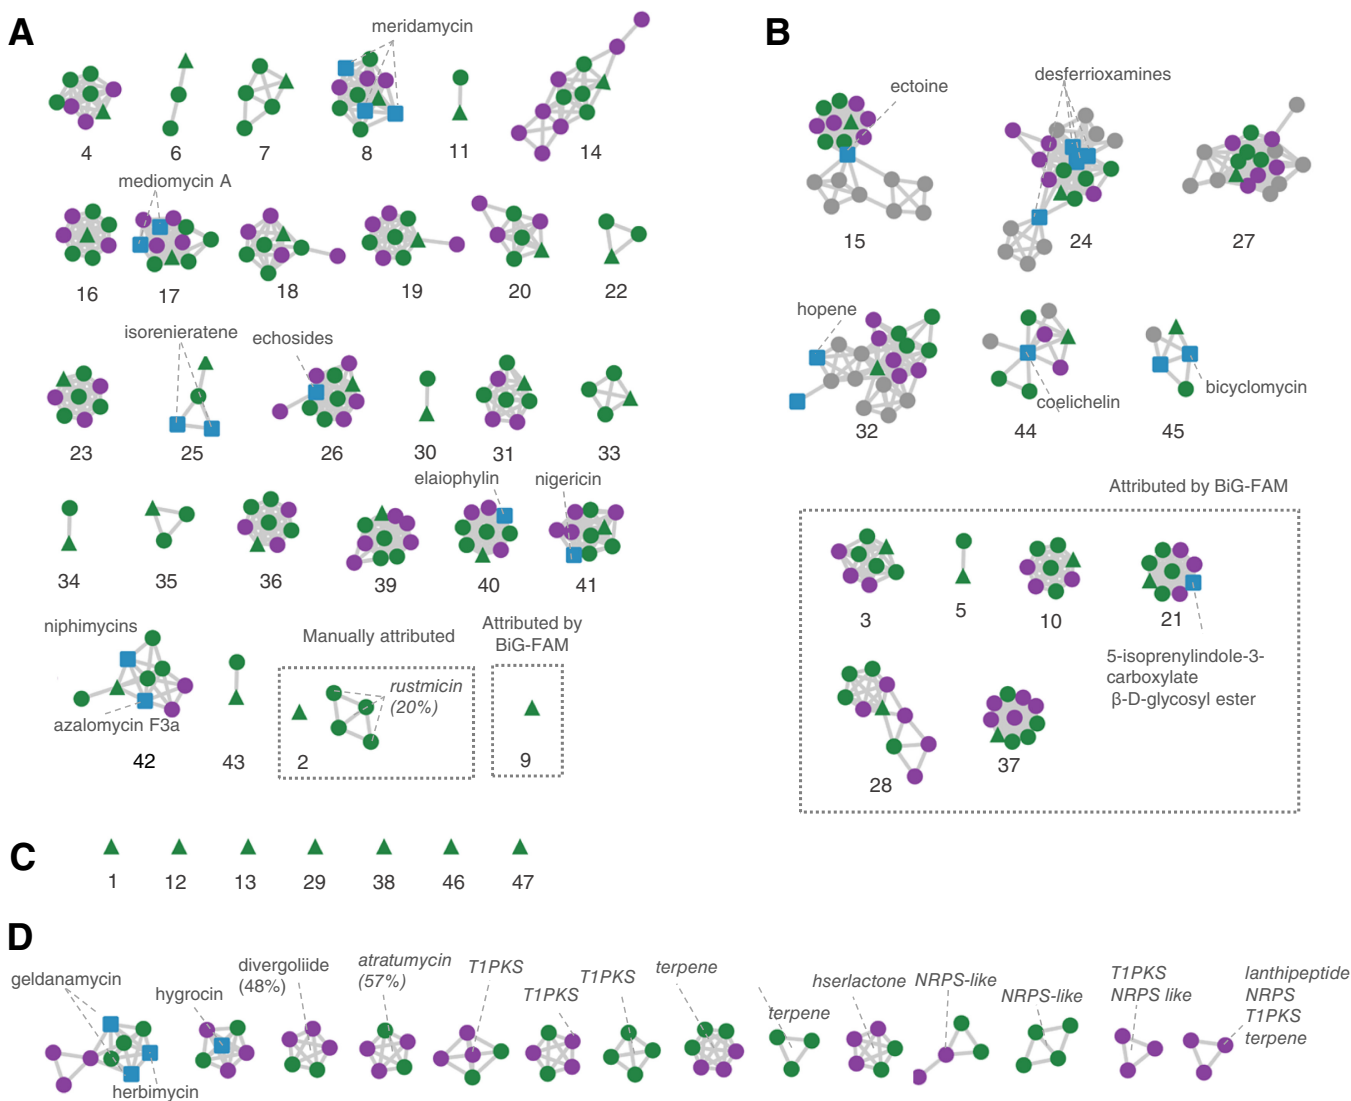 A
meridamycin
4
6
7
8
11
14
mediomycin A
16
17
18
19
20
22
isorenieratene
echosides
23
25
26
30
31
33
elaiophylin
nigericin
34
35
36
39
40
41
niphimycins
azalomycin F3a
42
43
Manually attributed
rustmicin
(20%)
2
Attributed by
BiG-FAM
9
B
ectoine
desferrioxamines
15
24
27
hopene
coelichelin
bicyclomycin
32
44
45
Attributed by BiG-FAM
3
5
10
21
5-isoprenylindole-3-
carboxylate
β-D-glycosyl ester
28
37
C
1
12
13
29
38
46
47
D
geldanamycin
herbimycin
hygrocin
divergoliide
(48%)
atratumycin
(57%)
T1PKS
T1PKS
T1PKS
terpene
terpene
hserlactone
NRPS-like
NRPS-like
T1PKS
NRPS like
lanthipeptide
NRPS
T1PKS
terpene